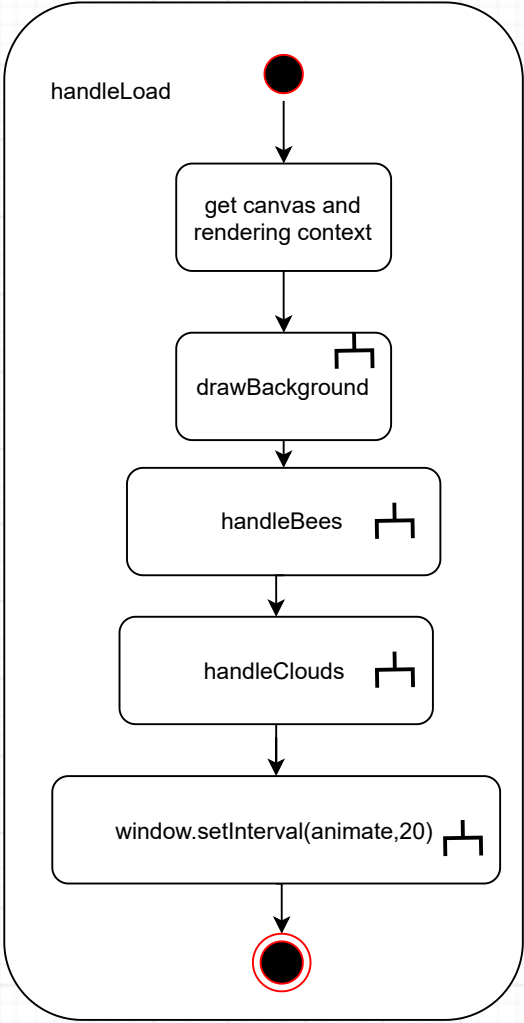 handleLoad
get canvas and
rendering context
drawBackground
handleBees
handleClouds
window.setInterval(animate,20)